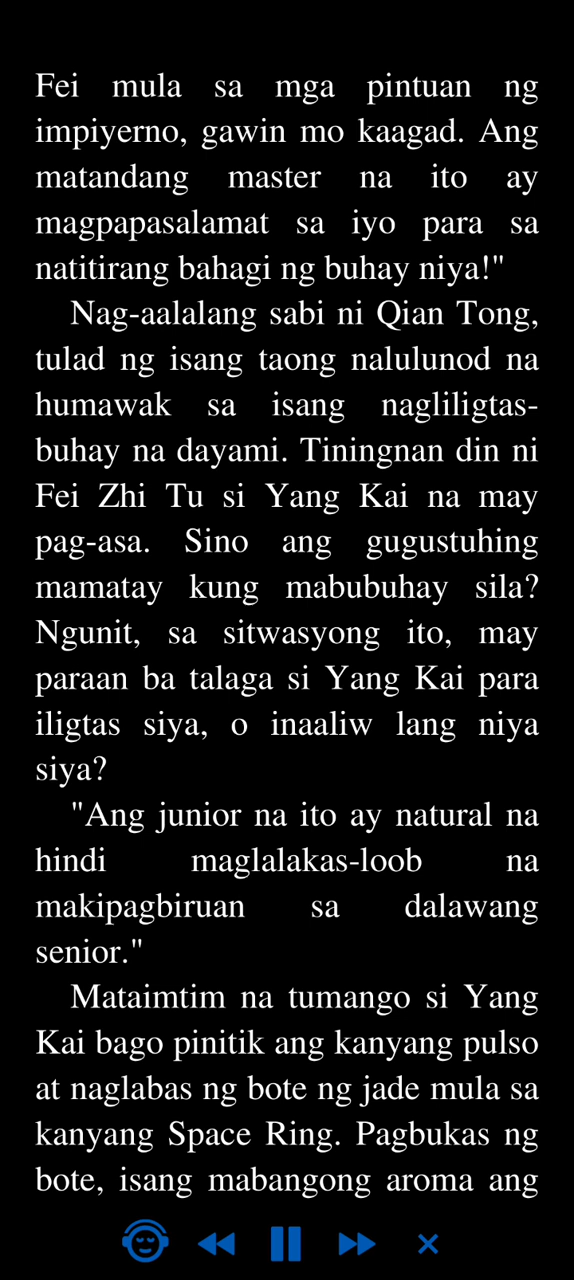 Fei mula sa mga pintuan ng
impiyerno, gawin mo kaagad. Ang
matandang master na ito ay
magpapasalamat sa iyo para sa
natitirang bahagi ng buhay niya!"
Nag-aalalang sabi ni Qian Tong,
tulad ng isang taong nalulunod na
humawak sa isang nagliligtas-
buhay na dayami. Tiningnan din ni
Fei Zhi Tu si Yang Kai na may
pag-asa. Sino ang gugustuhing
mamatay kung mabubuhay sila?
Ngunit, sa sitwasyong ito, may
paraan ba talaga si Yang Kai para
iligtas siya, o inaaliw lang niya
siya?
"Ang junior na ito ay natural na
hindi maglalakas-loob na
makipagbiruan sa dalawang
senior."
Mataimtim na tumango si Yang
Kai bago pinitik ang kanyang pulso
at naglabas ng bote ng jade mula sa
kanyang Space Ring. Pagbukas ng
bote, isang mabangong aroma ang